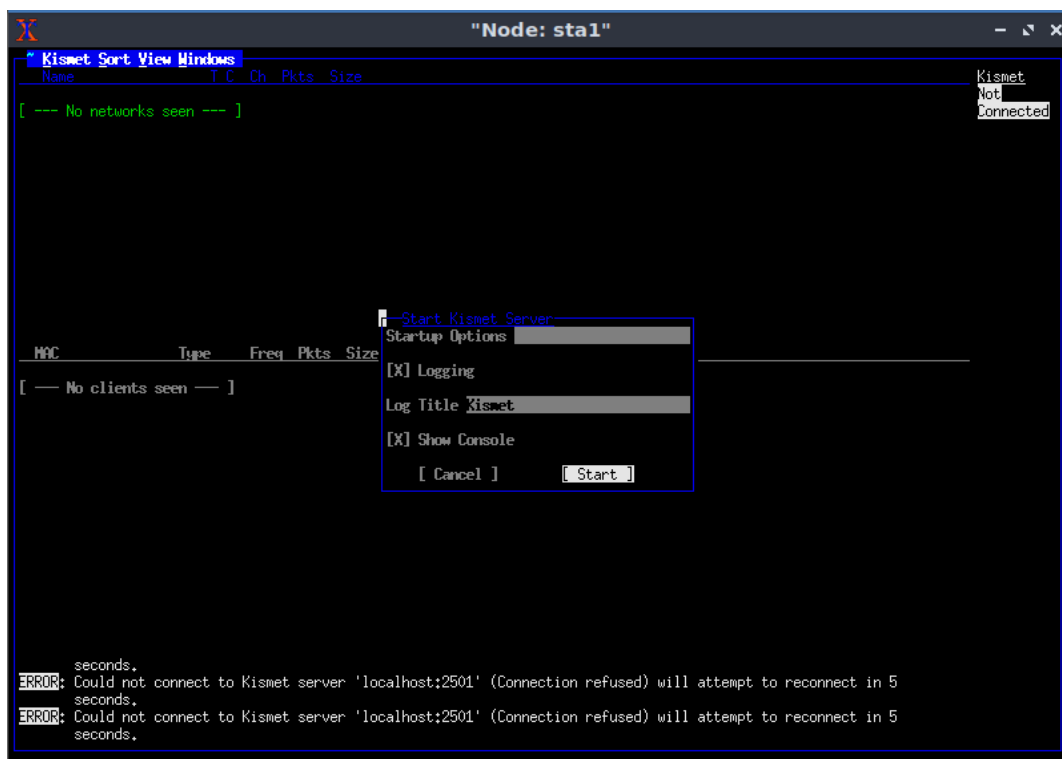 "Node: sta1"
~ Kismet Sort View Windows
Name T C Ch Pkts Size
Kismet
Not
Connected
[ --- No networks seen --- ]
Start Kismet Server
Startup Options
MAC Type Freq Pkts Size
[X] Logging
[ --- No clients seen --- ]
Log Title Kismet
[X] Show Console
[ Cancel ] [ Start ]
seconds.
ERROR: Could not connect to Kismet server 'localhost:2501' (Connection refused) will attempt to reconnect in 5
seconds.
ERROR: Could not connect to Kismet server 'localhost:2501' (Connection refused) will attempt to reconnect in 5
seconds.